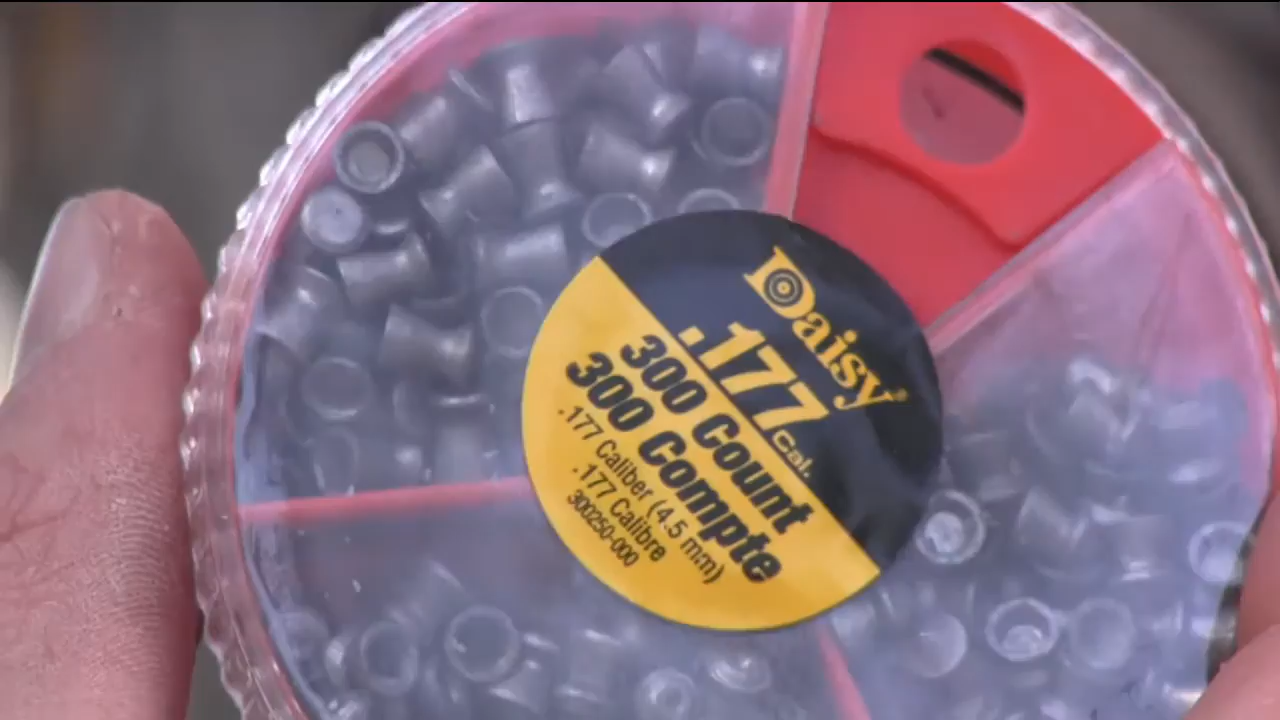 Daisy®
.177 Cal.
300 Count
300 Compte
.177 Caliber (4.5 mm)
.177 Calibre
300250-000